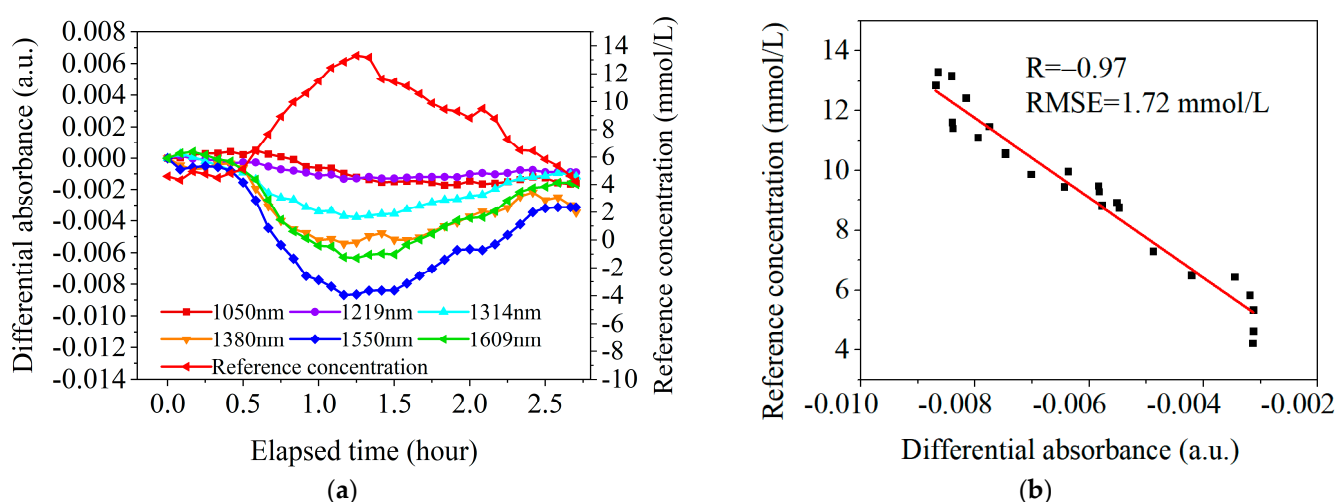 Differential absorbance (a.u.)
0.008
0.006
0.004
0.002
0.000
-0.002
-0.004
-0.006
-0.008
-0.010
-0.012
-0.014
1050nm 1219nm 1314nm
1380nm 1550nm 1609nm
Reference concentration
0.0 0.5 1.0 1.5 2.0 2.5
Elapsed time (hour)
14
12
10
8
6
4
2
0
-2
-4
-6
-8
-10
Reference concentration (mmol/L)
(a)
Reference concentration (mmol/L)
14
12
10
8
6
4
R=–0.97
RMSE=1.72 mmol/L
-0.010 -0.008 -0.006 -0.004 -0.002
Differential absorbance (a.u.)
(b)